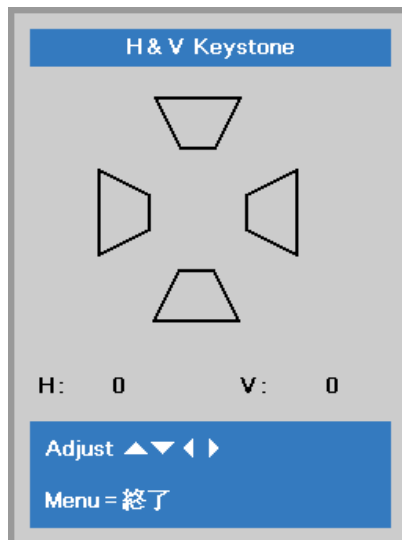 H & V Keystone
H: 0 V: 0
Adjust ▲▼◀▶
Menu = 終了